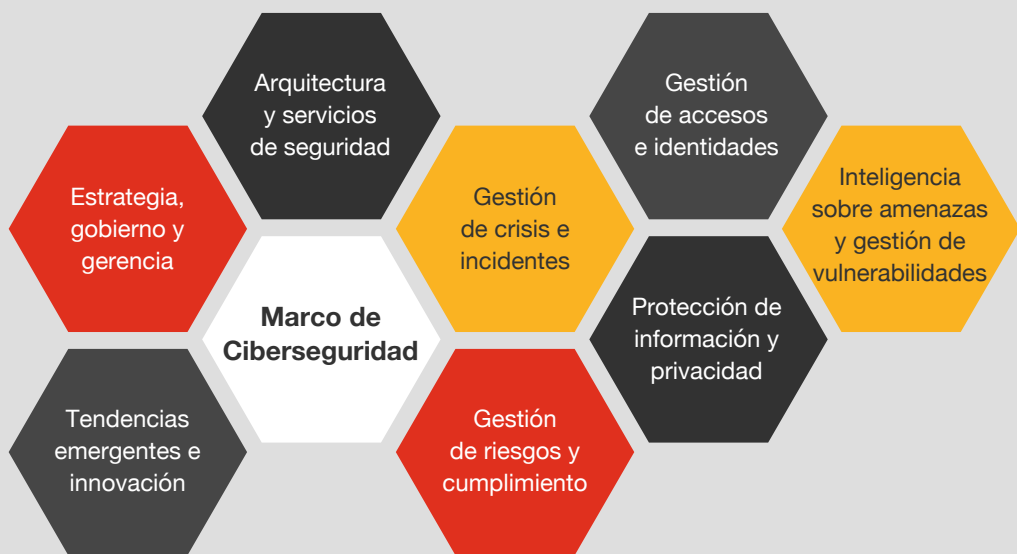 Arquitectura
y servicios
de seguridad
Gestión
de accesos
e identidades
Estrategia,
gobierno y
gerencia
Gestión
de crisis e
incidentes
Inteligencia
sobre amenazas
y gestión de
vulnerabilidades
Marco de
Ciberseguridad
Protección de
información y
privacidad
Tendencias
emergentes e
innovación
Gestión
de riesgos y
cumplimiento